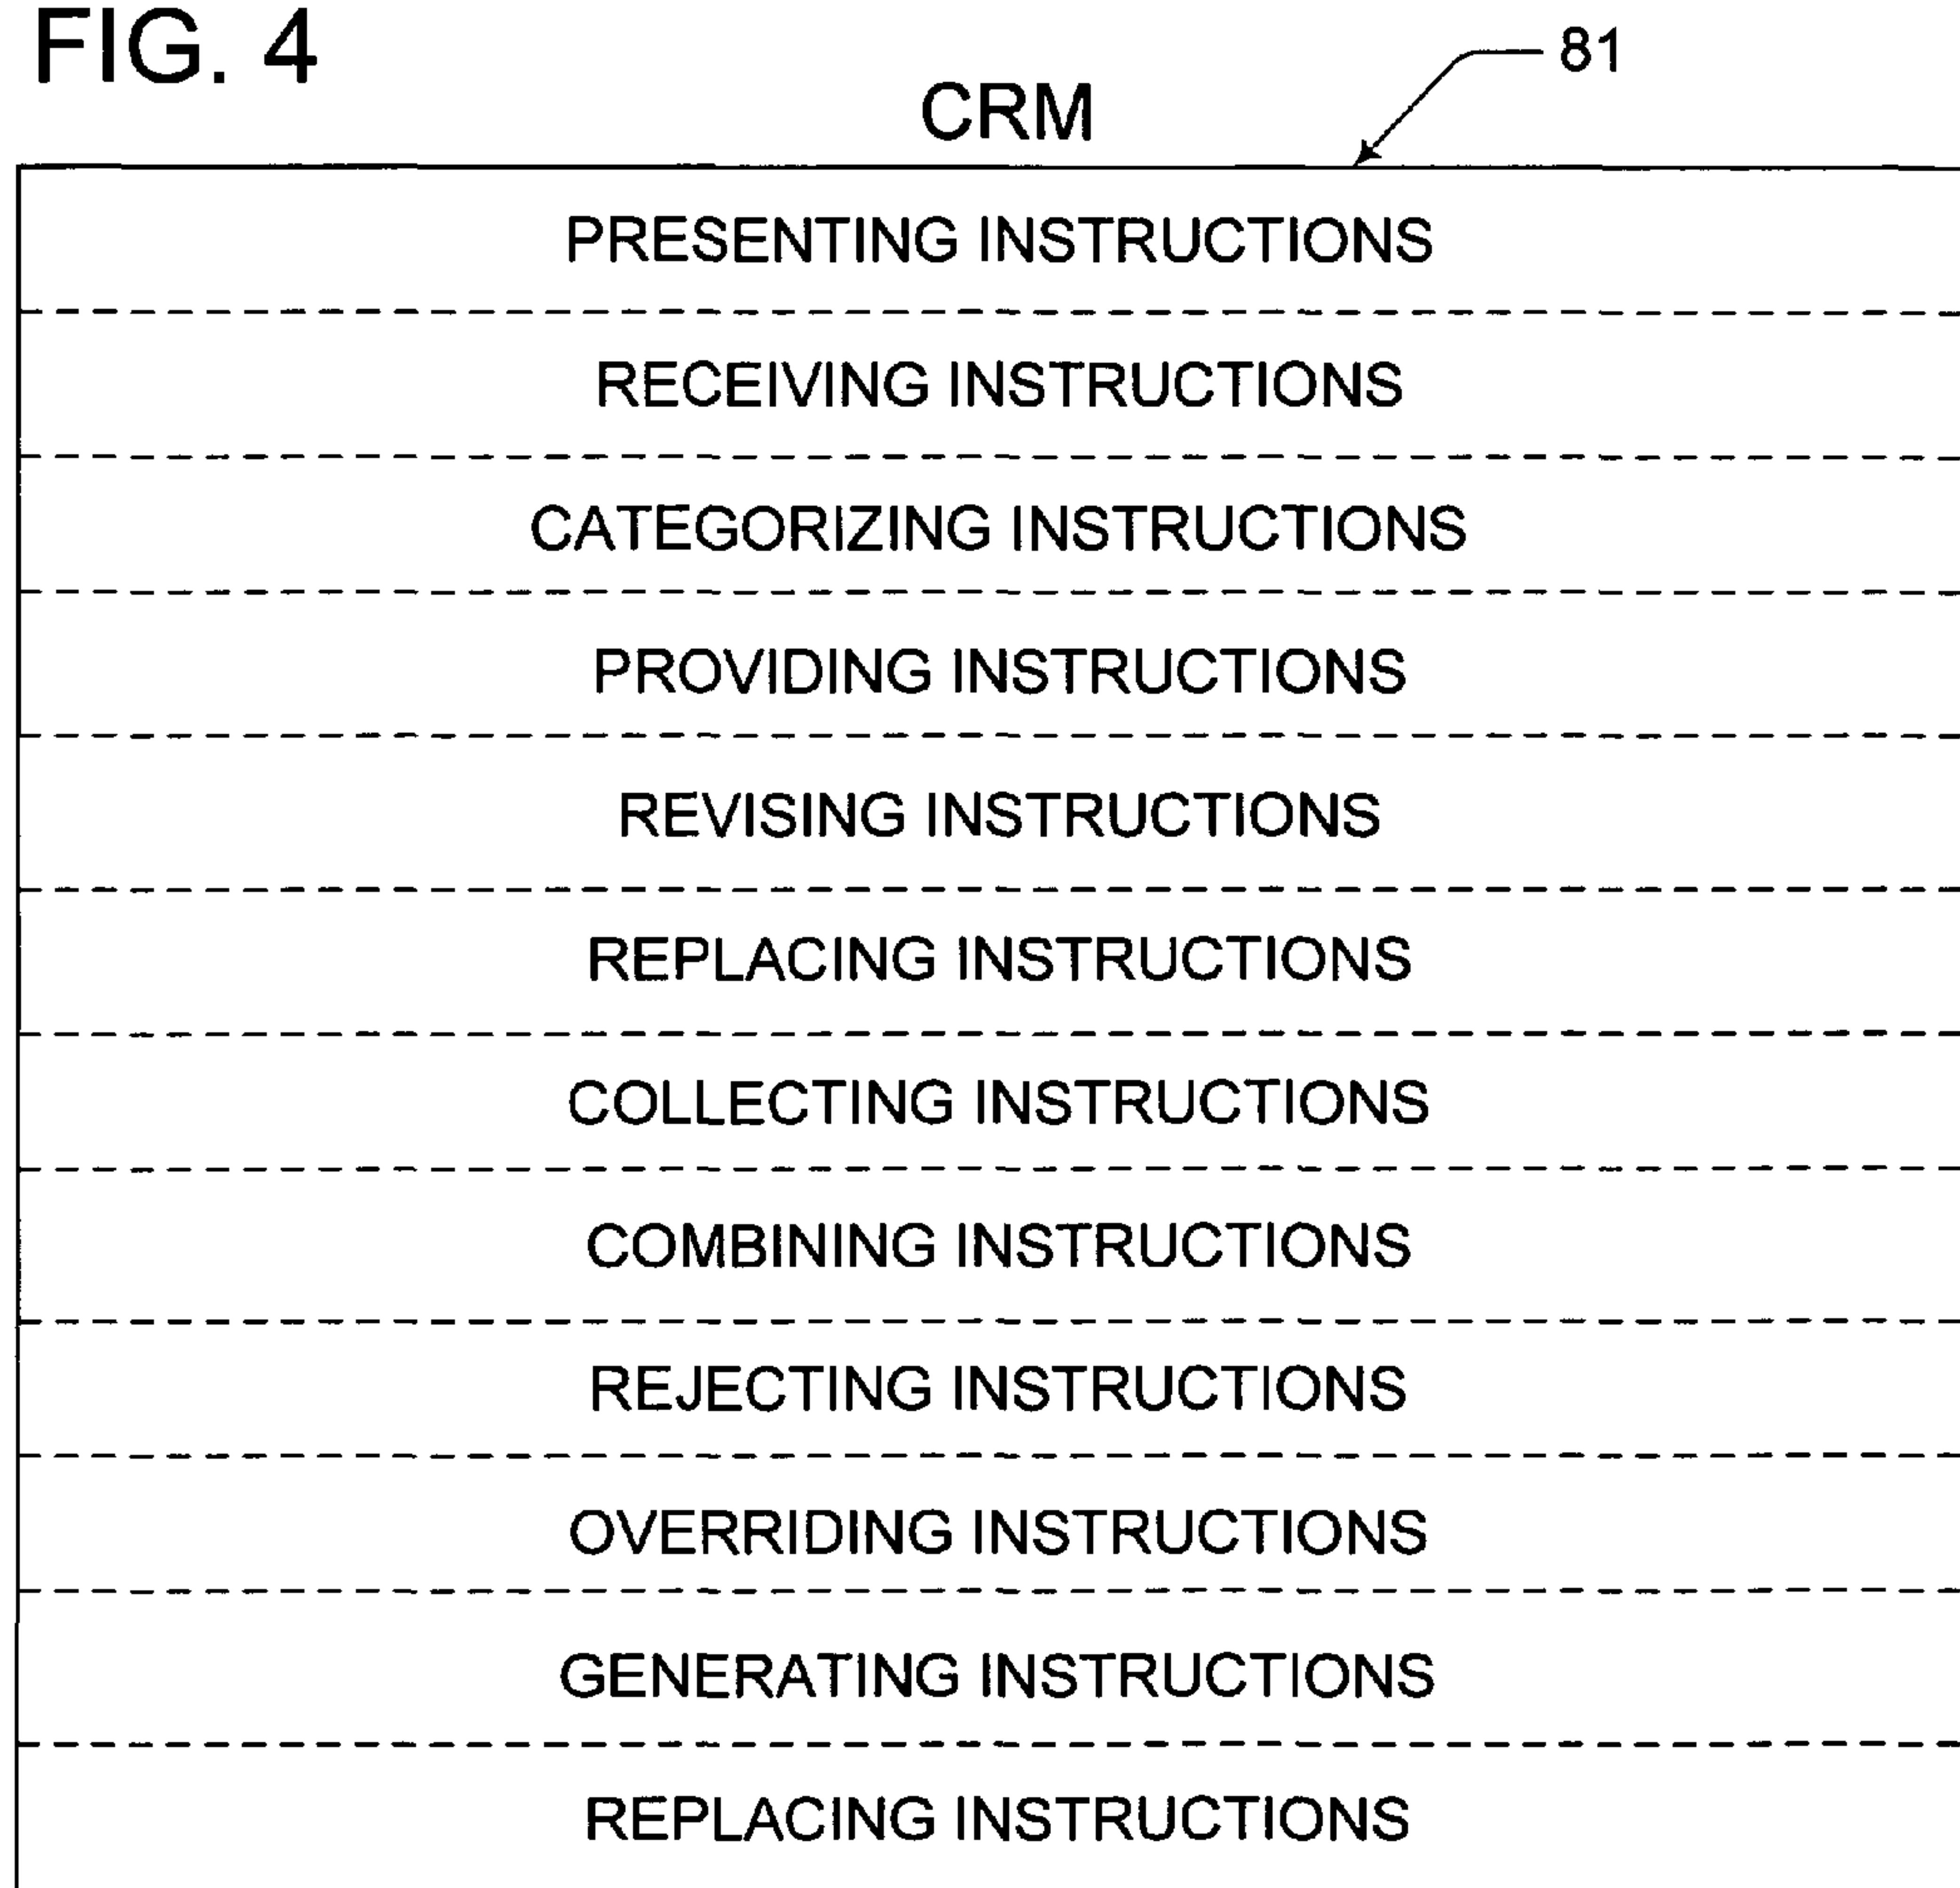 FIG. 4
81
CRM
PRESENTING INSTRUCTIONS
RECEIVING INSTRUCTIONS
CATEGORIZING INSTRUCTIONS
PROVIDING INSTRUCTIONS
REVISING INSTRUCTIONS
REPLACING INSTRUCTIONS
COLLECTING INSTRUCTIONS
COMBINING INSTRUCTIONS
REJECTING INSTRUCTIONS
OVERRIDING INSTRUCTIONS
GENERATING INSTRUCTIONS
REPLACING INSTRUCTIONS